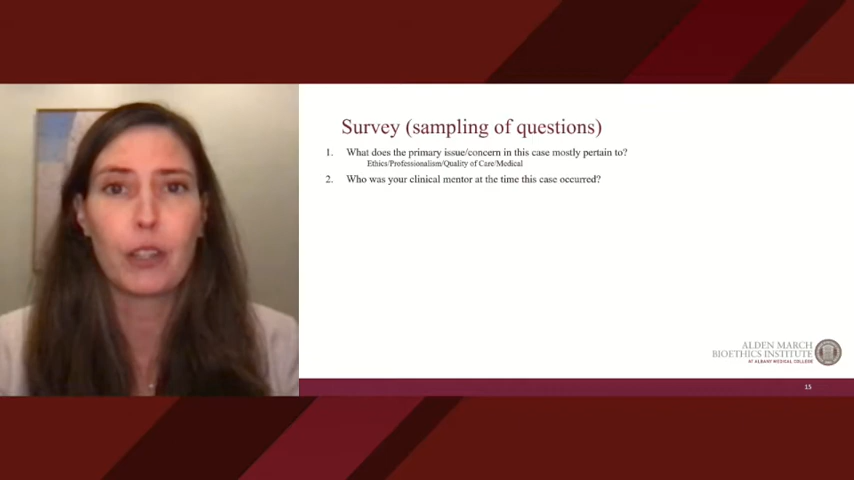 Survey (sampling of questions)
1. What does the primary issue/concern in this case mostly pertain to?
Ethics/Professionalism/Quality of Care/Medical
2. Who was your clinical mentor at the time this case occurred?
ALDEN MARCH
BIOETHICS INSTITUTE
AT ALBANY MEDICAL COLLEGE
15